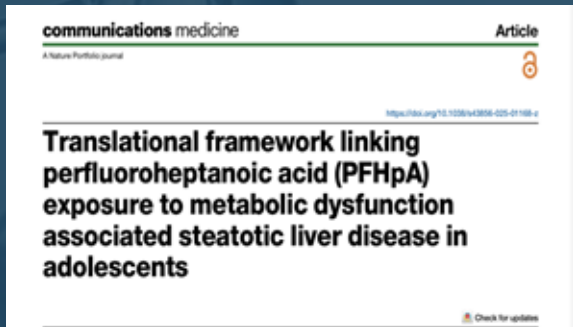 communications medicine
Article
A Nature Portfolio journal
https://doi.org/10.1038/s43856-025-01168-z
Translational framework linking
perfluoroheptanoic acid (PFHpA)
exposure to metabolic dysfunction
associated steatotic liver disease in
adolescents
Check for updates